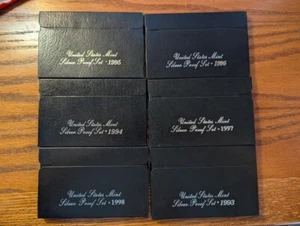 United States Mint
Silver Proof Set • 1995
United States Mint
Silver Proof Set • 1996
United States Mint
Silver Proof Set • 1994
United States Mint
Silver Proof Set • 1997
United States Mint
Silver Proof Set • 1998
United States Mint
Silver Proof Set • 1993